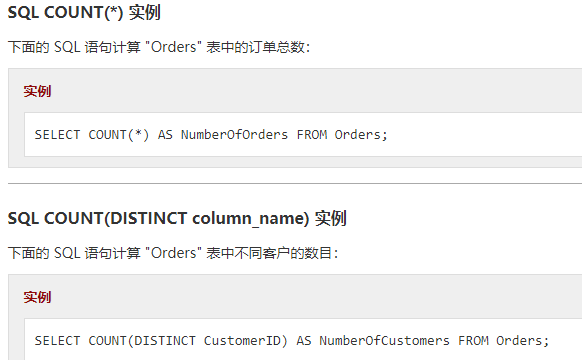 SQL COUNT(*) 实例
下面的 SQL 语句计算 "Orders" 表中的订单总数：
实例
SELECT COUNT(*) AS NumberOfOrders FROM Orders;
SQL COUNT(DISTINCT column_name) 实例
下面的 SQL 语句计算 "Orders" 表中不同客户的数目：
实例
SELECT COUNT(DISTINCT CustomerID) AS NumberOfCustomers FROM Orders;